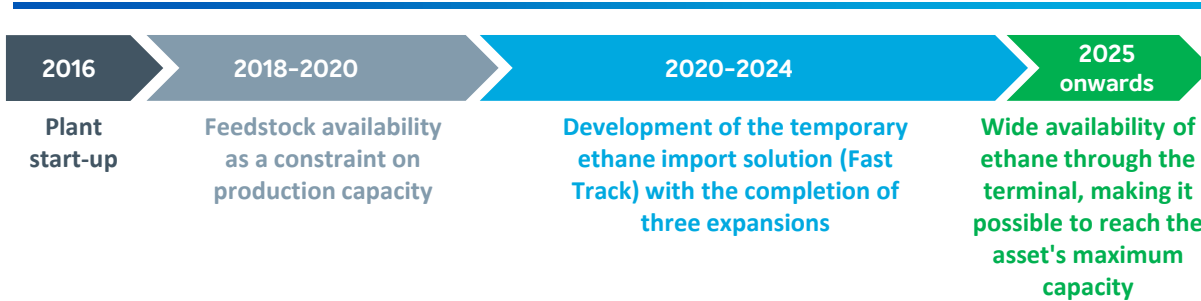 2016
Plant
start-up
2018-2020
Feedstock availability
as a constraint on
production capacity
2020-2024
Development of the temporary
ethane import solution (Fast
Track) with the completion of
three expansions
2025
onwards
Wide availability of
ethane through the
terminal, making it
possible to reach the
asset's maximum
capacity